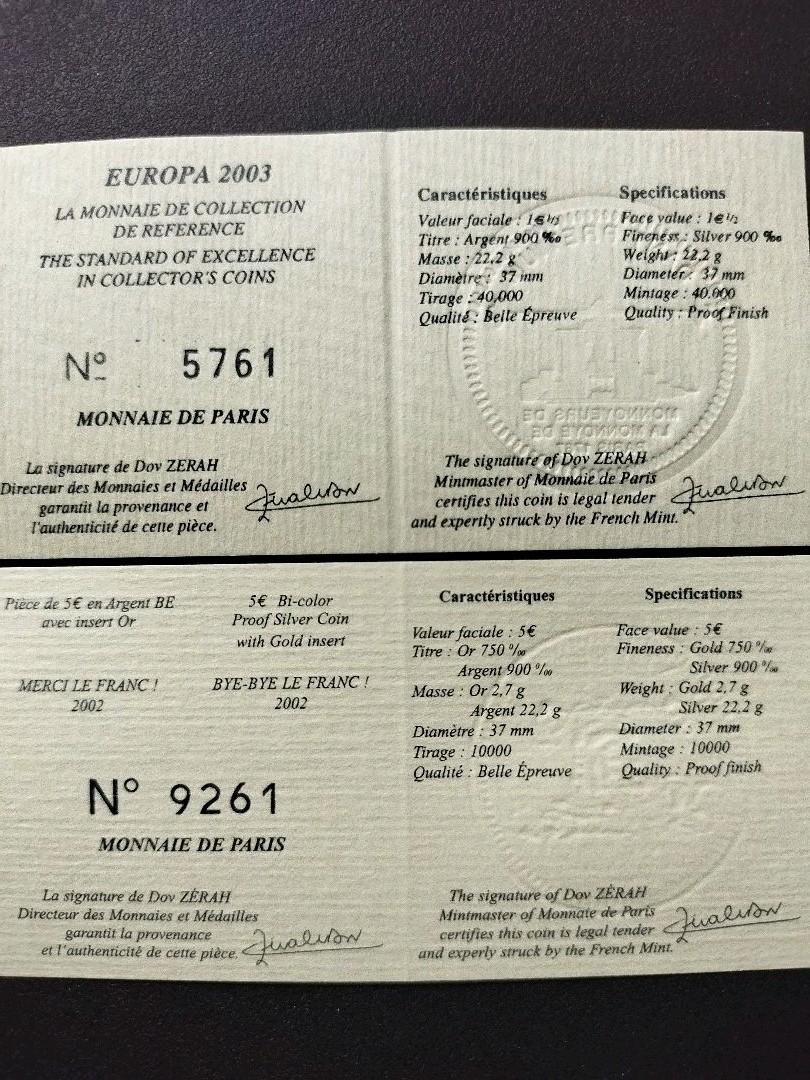 EUROPA 2003
LA MONNAIE DE COLLECTION
DE REFERENCE
THE STANDARD OF EXCELLENCE
IN COLLECTOR'S COINS
Nº 5761
MONNAIE DE PARIS
La signature de Dov ZERAH
Directeur des Monnaies et Médailles
garantit la provenance et
l'authenticité de cette pièce.
Caractéristiques
Valeur faciale : 1€ ½
Titre : Argent 900 ‰
Masse : 22,2 g
Diamètre : 37 mm
Tirage : 40,000
Qualité : Belle Épreuve
Specifications
Face value : 1€ ½
Fineness : Silver 900 ‰
Weight : 22,2 g
Diameter : 37 mm
Mintage : 40.000
Quality : Proof Finish
MONNOYEURS DE
LA MONNOYE DE
The signature of Dov ZERAH
Mintmaster of Monnaie de Paris
certifies this coin is legal tender
and expertly struck by the French Mint.
Pièce de 5€ en Argent BE
avec insert Or
5€ Bi-color
Proof Silver Coin
with Gold insert
MERCI LE FRANC !
2002
BYE-BYE LE FRANC !
2002
N° 9261
MONNAIE DE PARIS
La signature de Dov ZÉRAH
Directeur des Monnaies et Médailles
garantit la provenance
et l'authenticité de cette pièce.
Caractéristiques
Valeur faciale : 5€
Titre : Or 750 ‰
Argent 900 ‰
Masse : Or 2,7 g
Argent 22,2 g
Diamètre : 37 mm
Tirage : 10000
Qualité : Belle Épreuve
Specifications
Face value : 5€
Fineness : Gold 750 ‰
Silver 900 ‰
Weight : Gold 2,7 g
Silver 22,2 g
Diameter : 37 mm
Mintage : 10000
Quality : Proof finish
The signature of Dov ZÉRAH
Mintmaster of Monnaie de Paris
certifies this coin is legal tender
and experly struck by the French Mint.